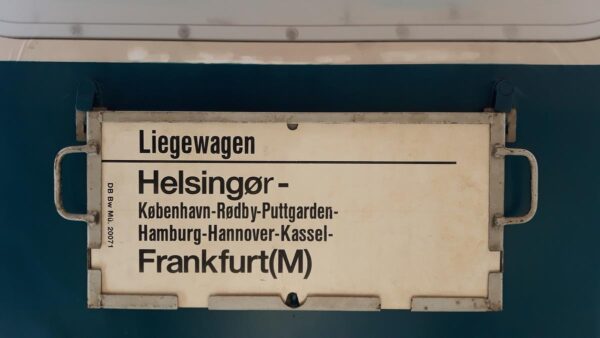 Liegewagen
Helsingør-
København-Rødby-Puttgarden-
Hamburg-Hannover-Kassel-
Frankfurt(M)
DB Bw Mü. 20071